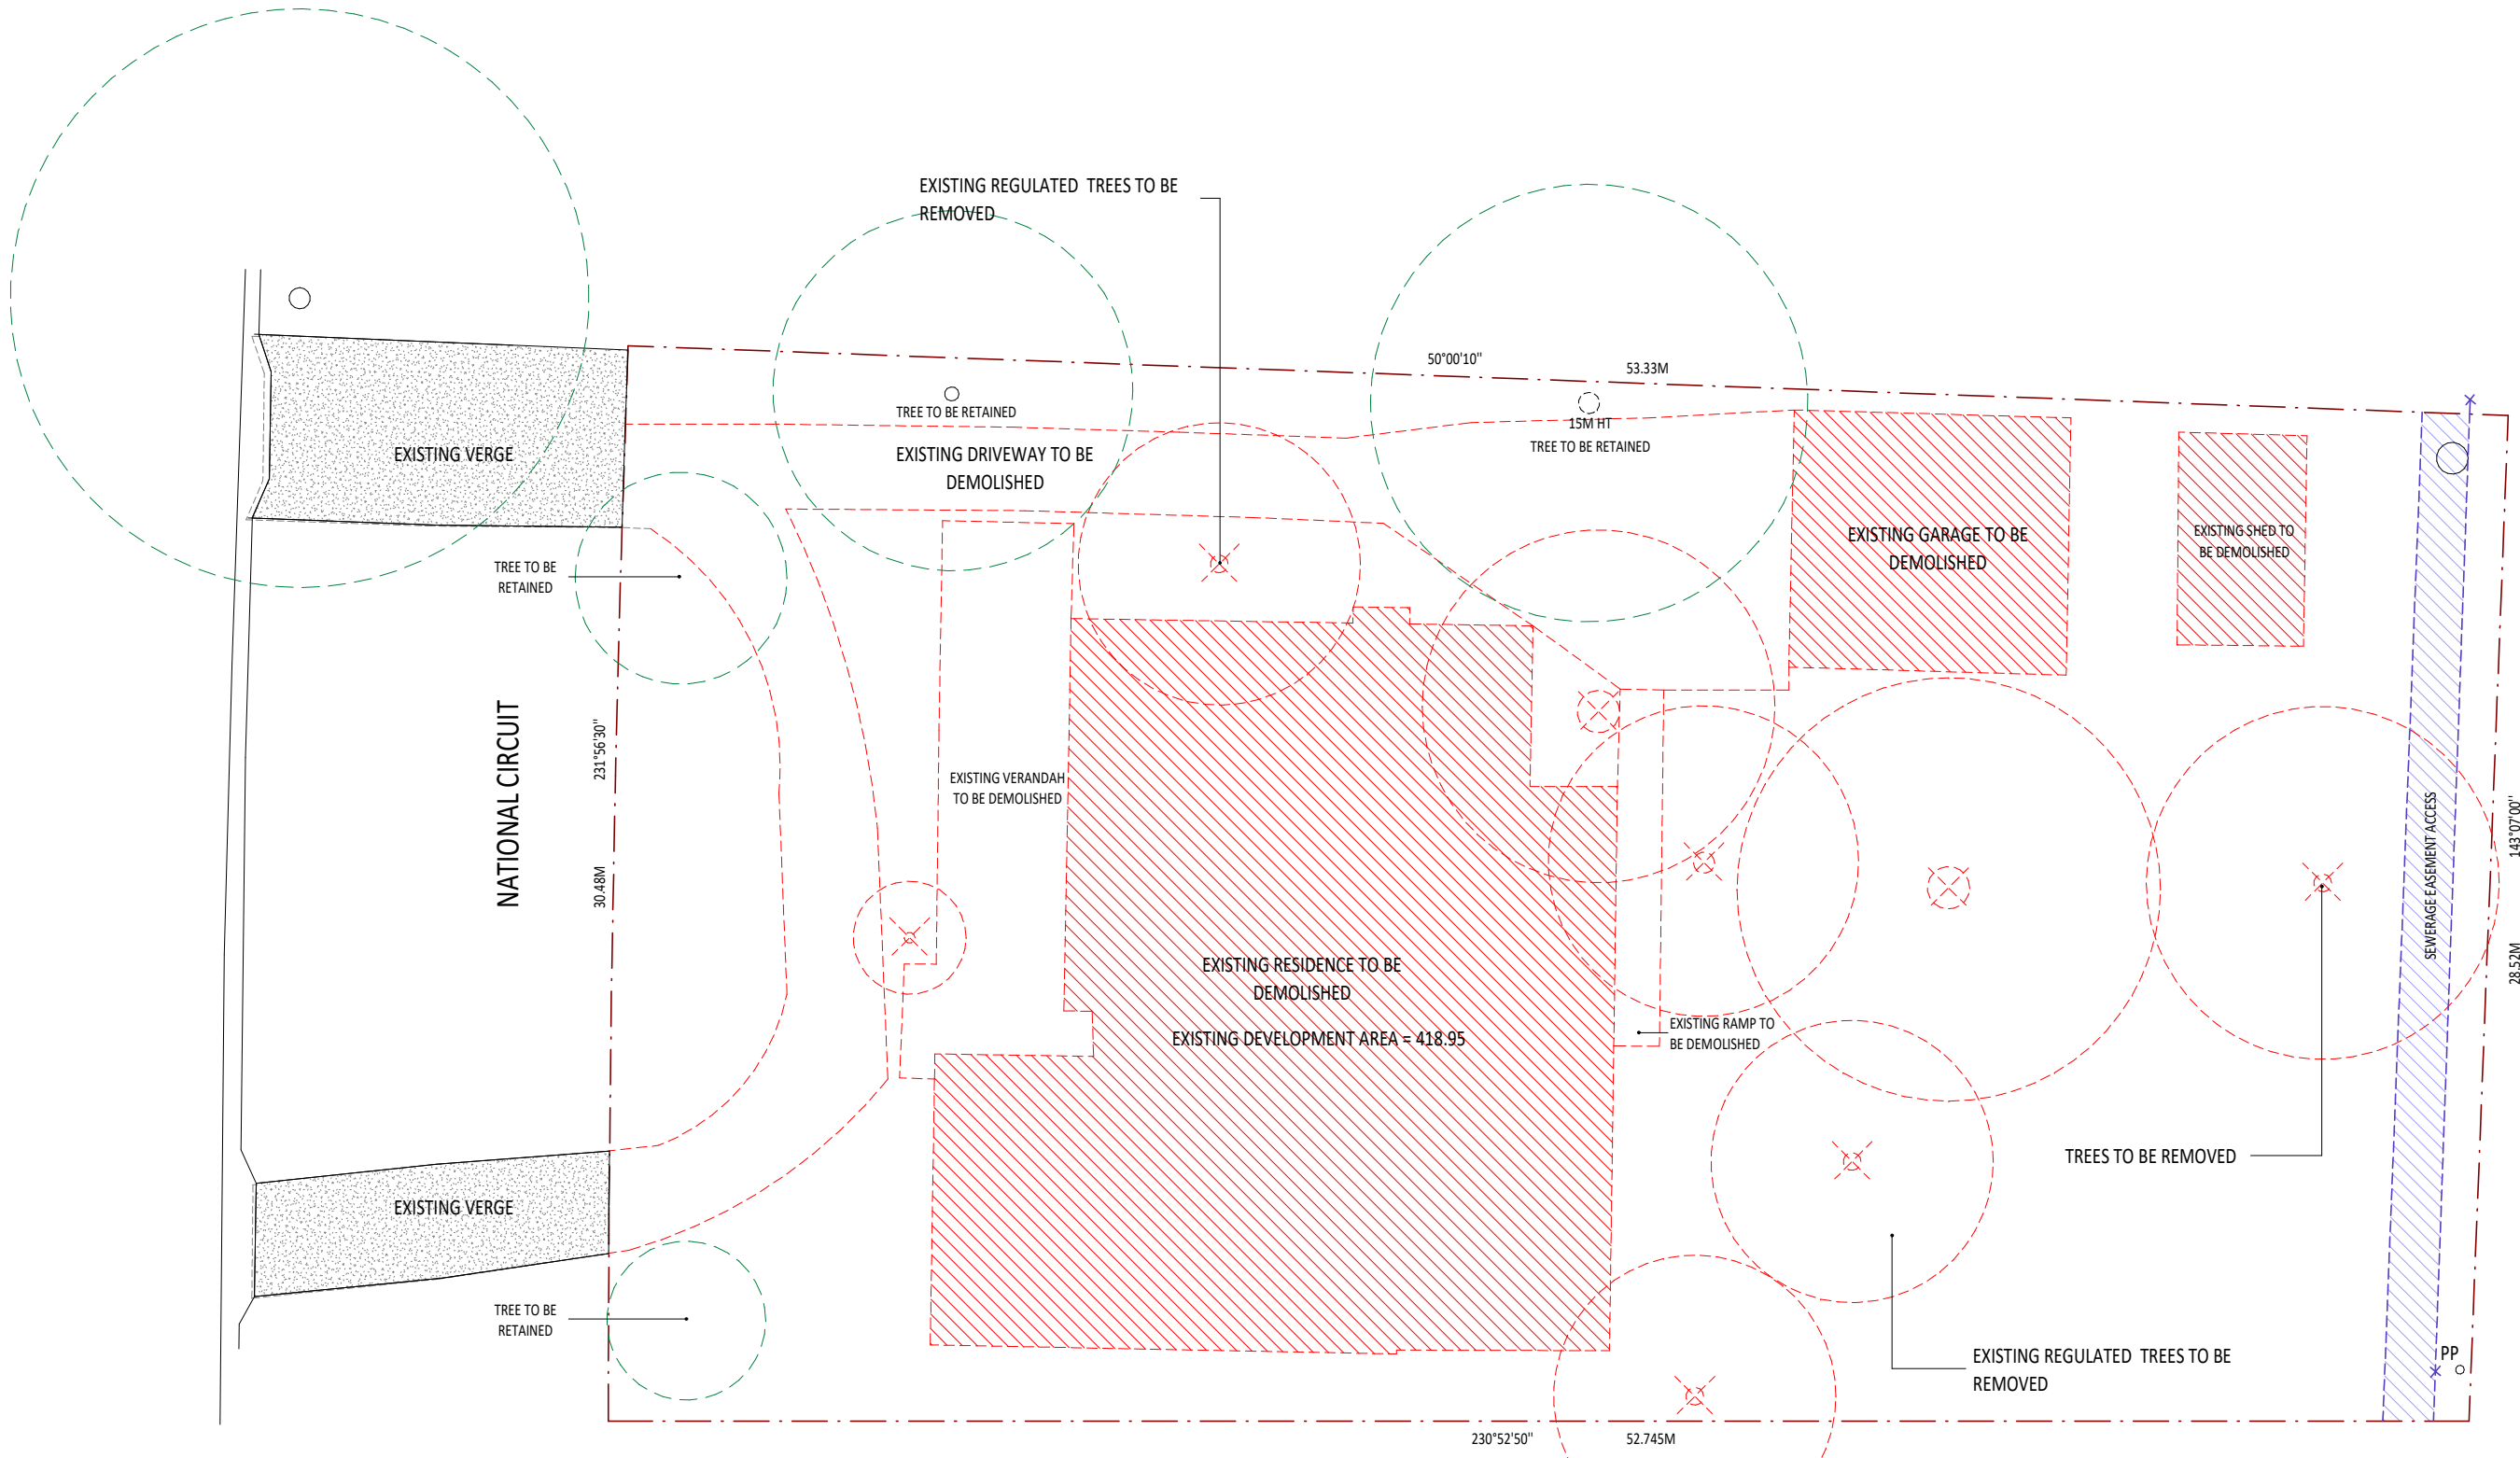 EXISTING REGULATED TREES TO BE
REMOVED
50°00'10"
53.33M
TREE TO BE RETAINED
15M HT
TREE TO BE RETAINED
EXISTING VERGE
EXISTING DRIVEWAY TO BE
DEMOLISHED
EXISTING GARAGE TO BE
DEMOLISHED
EXISTING SHED TO
BE DEMOLISHED
TREE TO BE
RETAINED
NATIONAL CIRCUIT
231°56'30"
30.48M
EXISTING VERANDAH
TO BE DEMOLISHED
SEWERAGE EASEMENT ACCESS
143°07'00"
28.52M
EXISTING RESIDENCE TO BE
DEMOLISHED
EXISTING DEVELOPMENT AREA = 418.95
EXISTING RAMP TO
BE DEMOLISHED
TREES TO BE REMOVED
EXISTING VERGE
TREE TO BE
RETAINED
EXISTING REGULATED TREES TO BE
REMOVED
PP
230°52'50"
52.745M